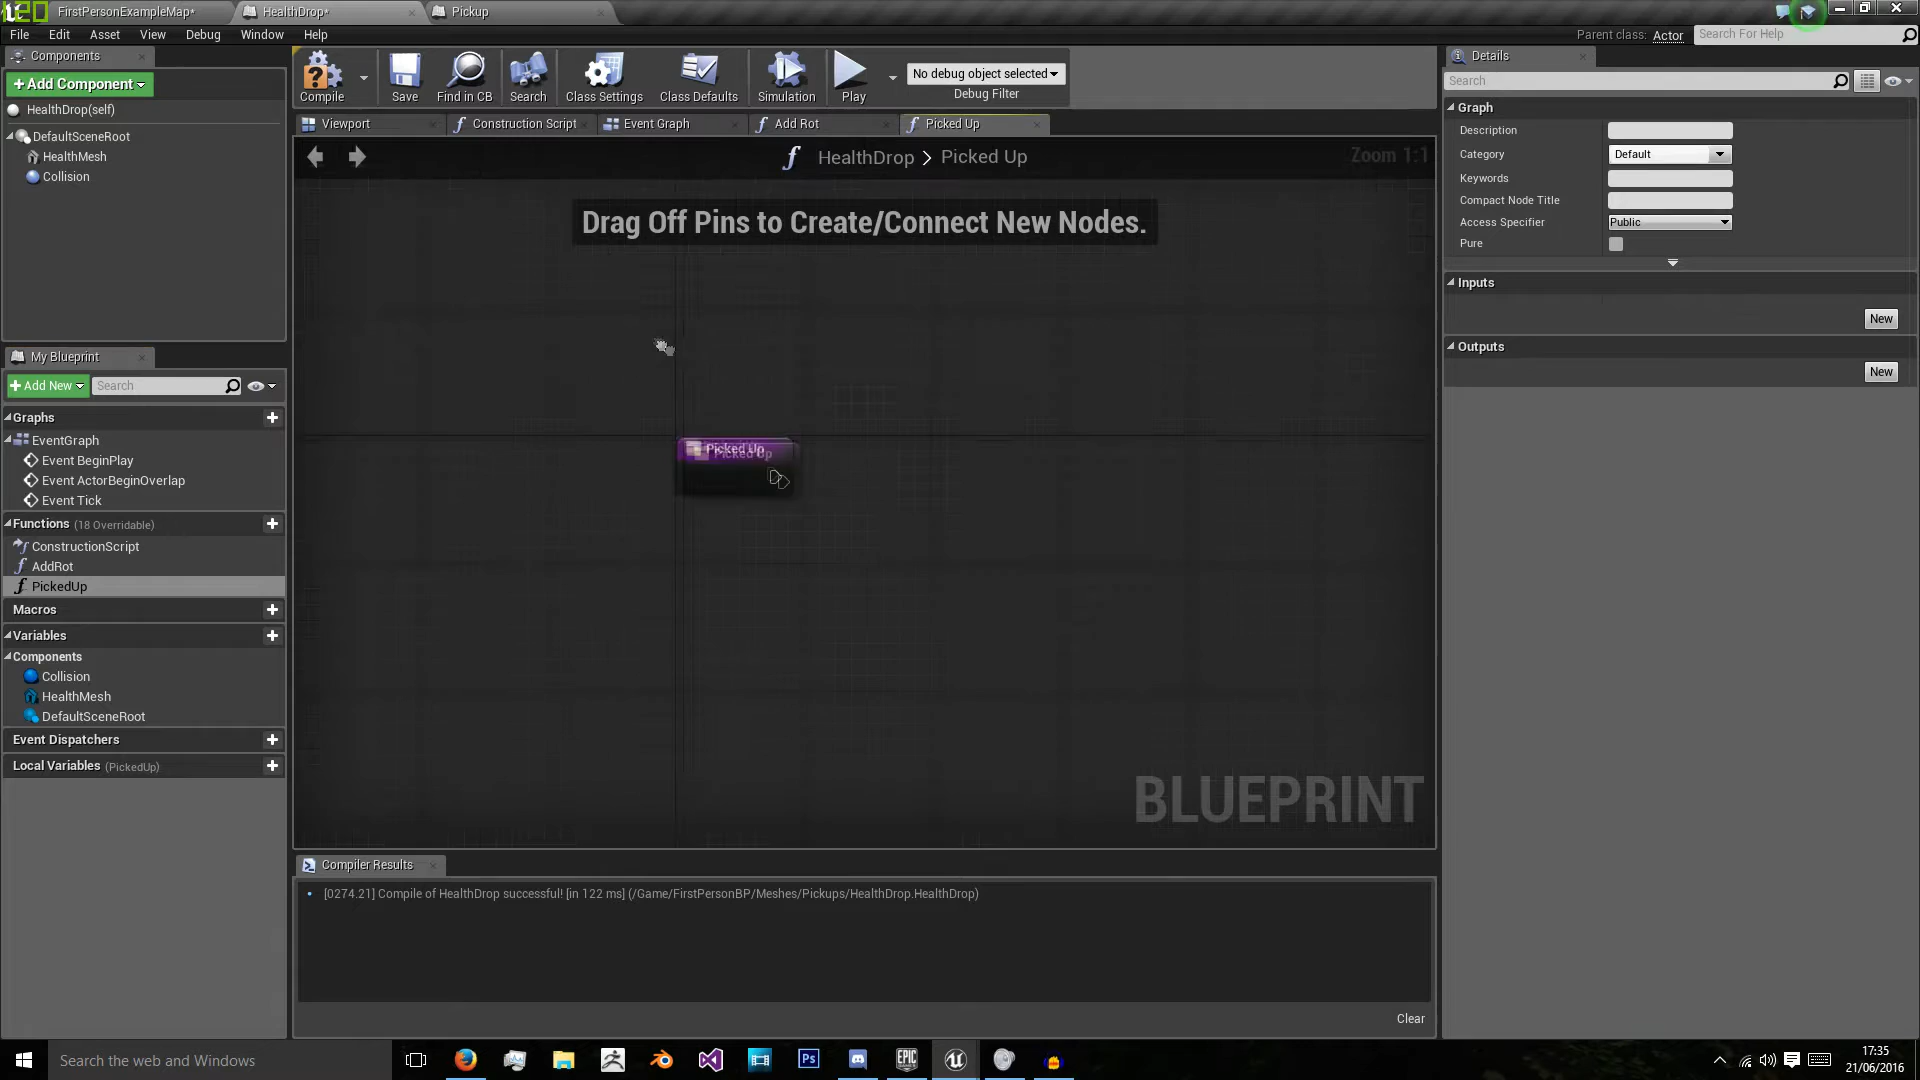 120
FirstPersonExampleMap*
HealthDrop*
Pickup
File Edit Asset View Debug Window Help
Parent class: Actor
Search For Help
Components
+Add Component
HealthDrop(self)
DefaultSceneRoot
HealthMesh
Collision
My Blueprint
+Add New
Search
Graphs
EventGraph
Event BeginPlay
Event ActorBeginOverlap
Event Tick
Functions (18 Overridable)
ConstructionScript
AddRot
PickedUp
Macros
Variables
Components
Collision
HealthMesh
DefaultSceneRoot
Event Dispatchers
Local Variables (PickedUp)
Compile
Save
Find in CB
Search
Class Settings
Class Defaults
Simulation
Play
No debug object selected
Debug Filter
Viewport
Construction Script
Event Graph
Add Rot
Picked Up
HealthDrop > Picked Up
Zoom 1:1
Drag Off Pins to Create/Connect New Nodes.
Picked Up
BLUEPRINT
Compiler Results
[0274.21] Compile of HealthDrop successful! [in 122 ms] (/Game/FirstPersonBP/Meshes/Pickups/HealthDrop.HealthDrop)
Clear
Details
Search
Graph
Description
Category Default
Keywords
Compact Node Title
Access Specifier Public
Pure
Inputs
New
Outputs
New
Search the web and Windows
Ps
EPIC
GAMES
17:35
21/06/2016